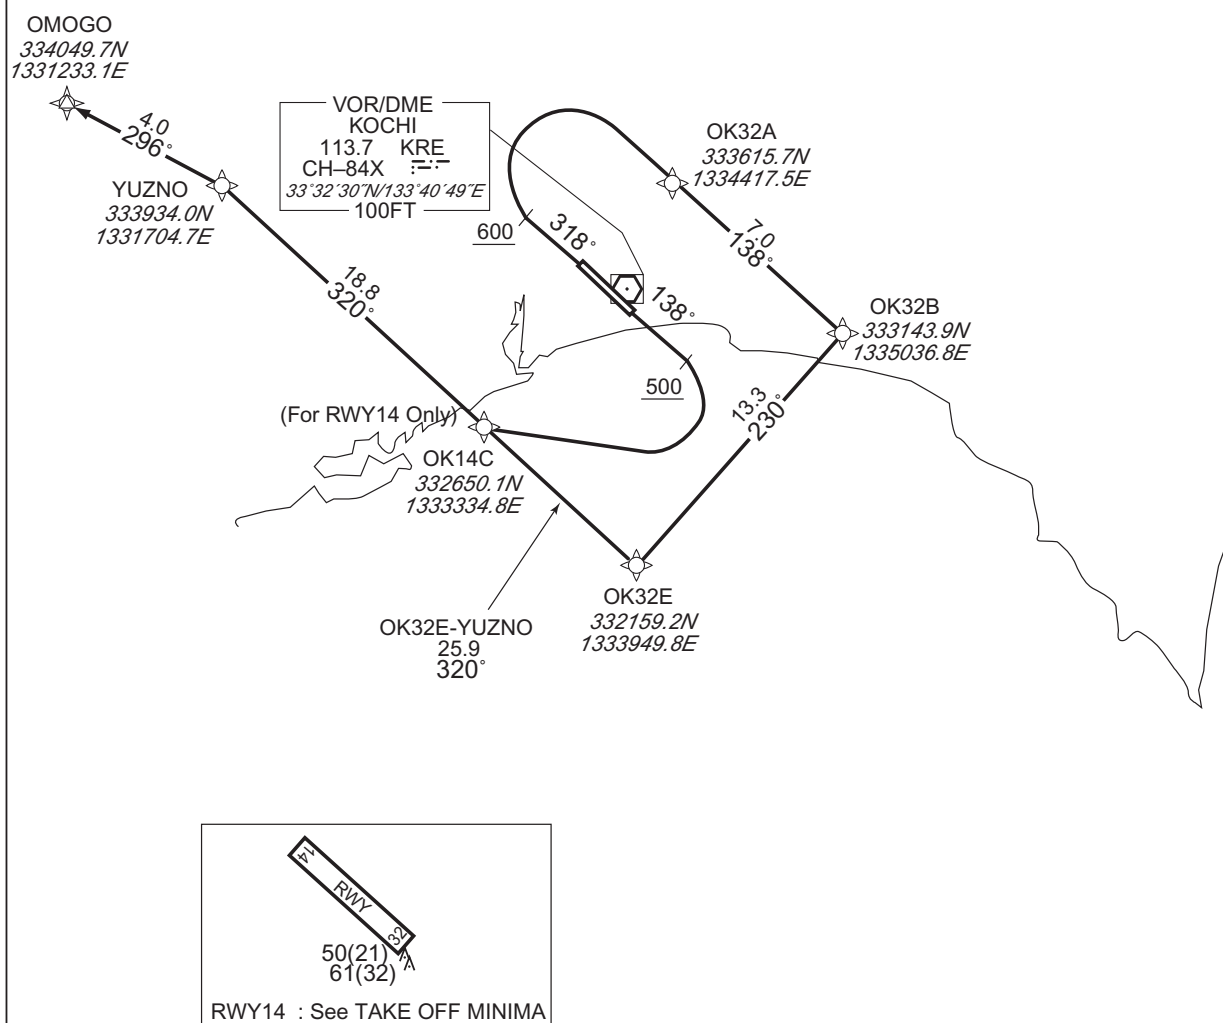 OMOGO
334049.7N
1331233.1E
4.0
296°
YUZNO
333934.0N
1331704.7E
VOR/DME
KOCHI
113.7 KRE
CH–84X
33°32´30″N/133°40´49″E
100FT
OK32A
333615.7N
1334417.5E
7.0
138°
600
318°
138°
500
18.8
320°
OK32B
333143.9N
1335036.8E
13.3
230°
(For RWY14 Only)
OK14C
332650.1N
1333334.8E
OK32E
332159.2N
1333949.8E
OK32E-YUZNO
25.9
320°
14
RWY
32
50(21)
61(32)
RWY14 : See TAKE OFF MINIMA